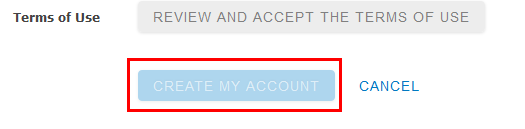 Terms of Use REVIEW AND ACCEPT THE TERMS OF USE
CREATE MY ACCOUNT CANCEL